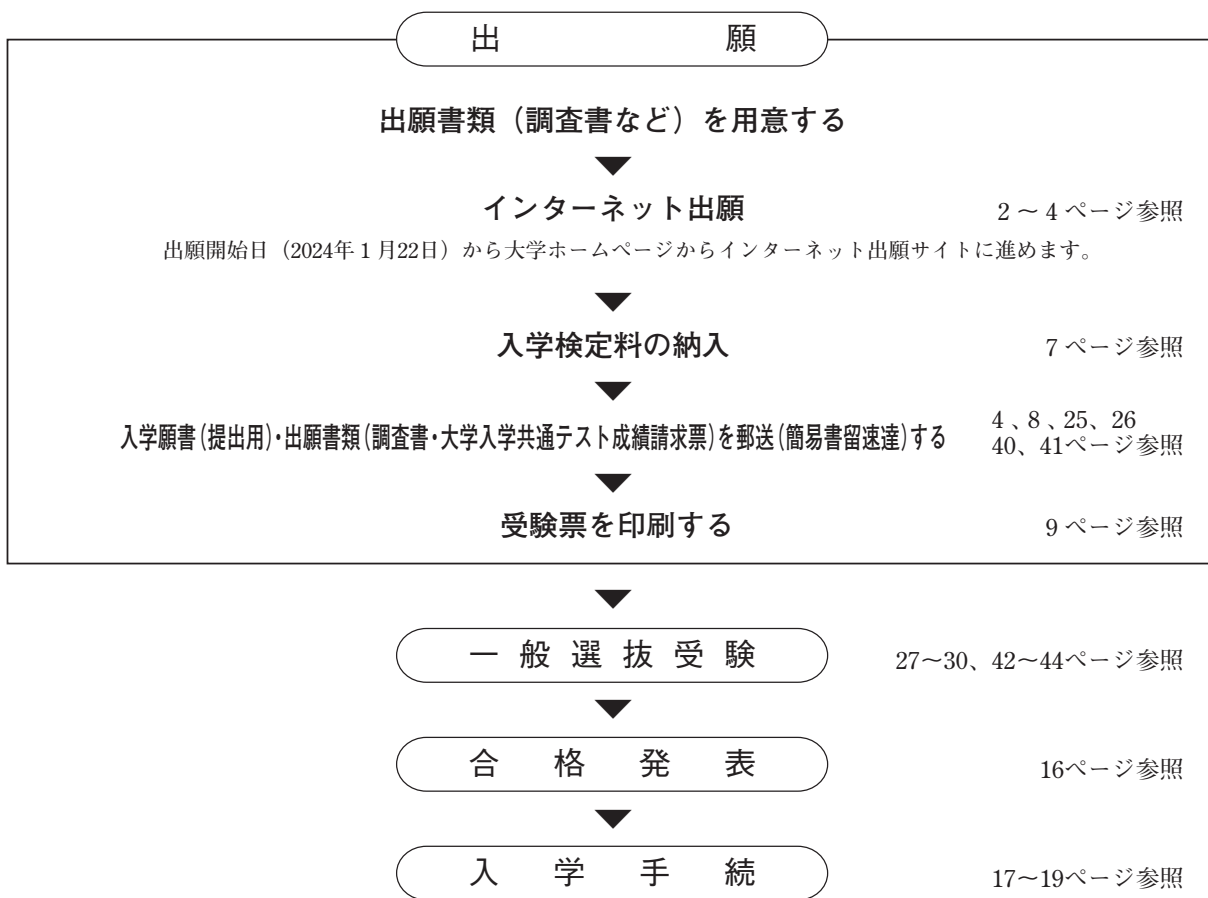 出願
出願書類（調査書など）を用意する
インターネット出願 2～4ページ参照
出願開始日（2024年1月22日）から大学ホームページからインターネット出願サイトに進めます。
入学検定料の納入 7ページ参照
入学願書（提出用）・出願書類（調査書・大学入学共通テスト成績請求票）を郵送（簡易書留速達）する
4、8、25、26
40、41ページ参照
受験票を印刷する 9ページ参照
一般選抜受験 27～30、42～44ページ参照
合格発表 16ページ参照
入学手続 17～19ページ参照